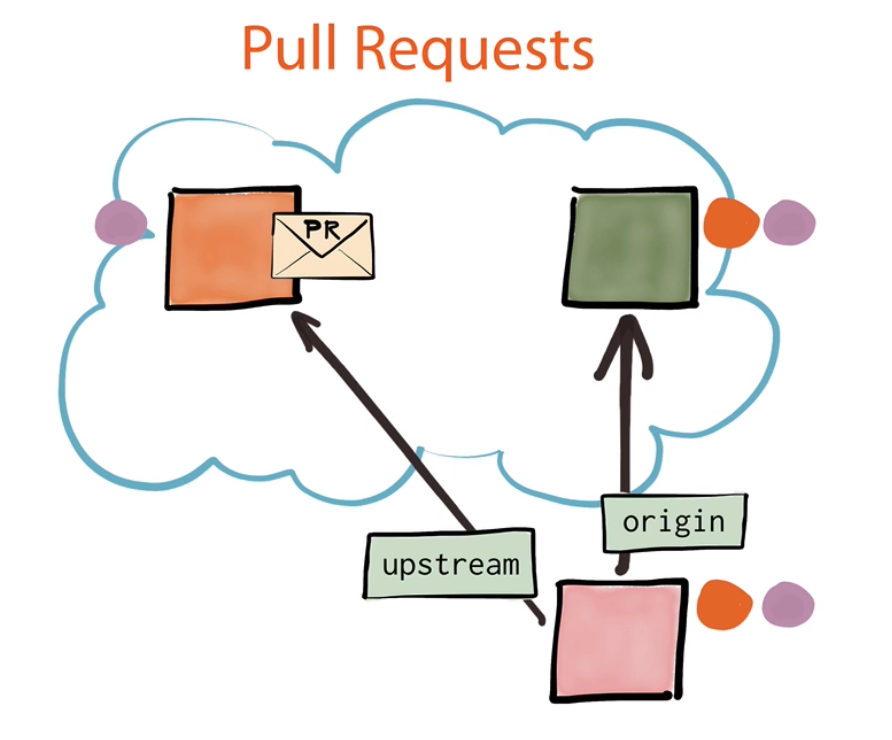 Pull Requests
PR
origin
upstream